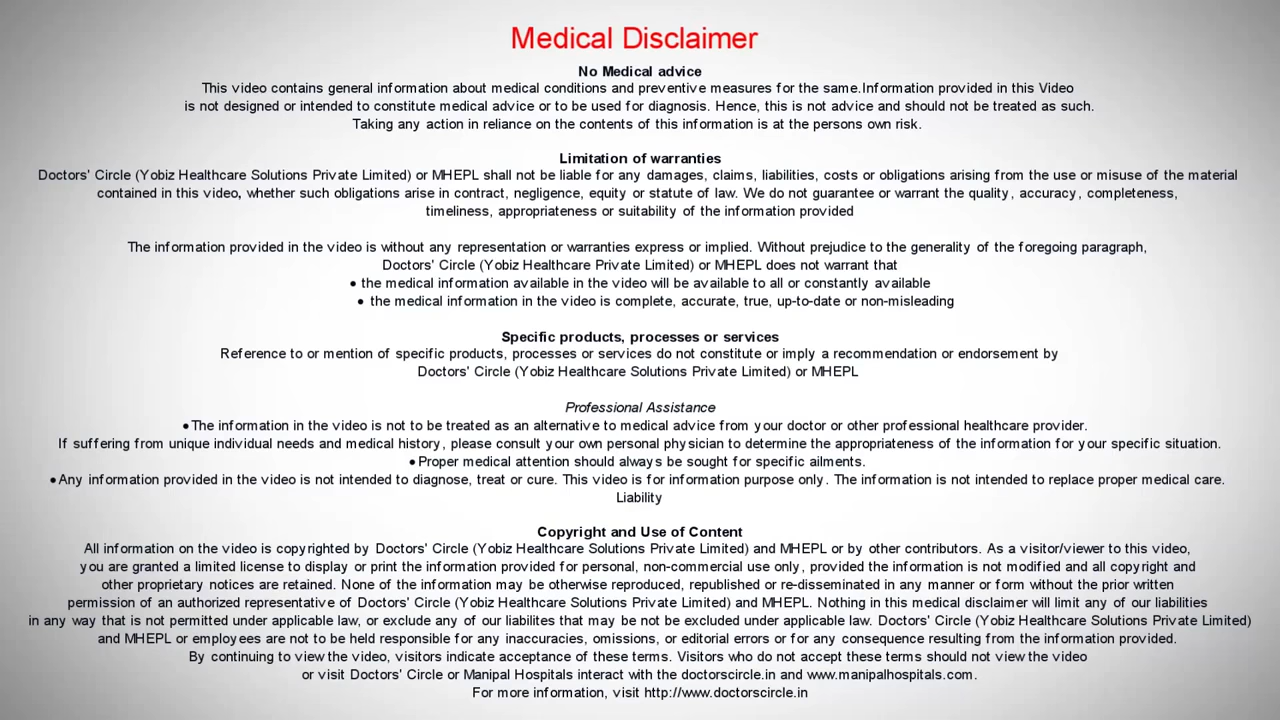 Medical Disclaimer
No Medical advice
This video contains general information about medical conditions and preventive measures for the same.Information provided in this Video
is not designed or intended to constitute medical advice or to be used for diagnosis. Hence, this is not advice and should not be treated as such.
Taking any action in reliance on the contents of this information is at the persons own risk.
Limitation of warranties
Doctors' Circle (Yobiz Healthcare Solutions Private Limited) or MHEPL shall not be liable for any damages, claims, liabilities, costs or obligations arising from the use or misuse of the material
contained in this video, whether such obligations arise in contract, negligence, equity or statute of law. We do not guarantee or warrant the quality, accuracy, completeness,
timeliness, appropriateness or suitability of the information provided
The information provided in the video is without any representation or warranties express or implied. Without prejudice to the generality of the foregoing paragraph,
Doctors' Circle (Yobiz Healthcare Private Limited) or MHEPL does not warrant that
• the medical information available in the video will be available to all or constantly available
• the medical information in the video is complete, accurate, true, up-to-date or non-misleading
Specific products, processes or services
Reference to or mention of specific products, processes or services do not constitute or imply a recommendation or endorsement by
Doctors' Circle (Yobiz Healthcare Solutions Private Limited) or MHEPL
Professional Assistance
•The information in the video is not to be treated as an alternative to medical advice from your doctor or other professional healthcare provider.
If suffering from unique individual needs and medical history, please consult your own personal physician to determine the appropriateness of the information for your specific situation.
•Proper medical attention should always be sought for specific ailments.
•Any information provided in the video is not intended to diagnose, treat or cure. This video is for information purpose only. The information is not intended to replace proper medical care.
Liability
Copyright and Use of Content
All information on the video is copyrighted by Doctors' Circle (Yobiz Healthcare Solutions Private Limited) and MHEPL or by other contributors. As a visitor/viewer to this video,
you are granted a limited license to display or print the information provided for personal, non-commercial use only, provided the information is not modified and all copyright and
other proprietary notices are retained. None of the information may be otherwise reproduced, republished or re-disseminated in any manner or form without the prior written
permission of an authorized representative of Doctors' Circle (Yobiz Healthcare Solutions Private Limited) and MHEPL. Nothing in this medical disclaimer will limit any of our liabilities
in any way that is not permitted under applicable law, or exclude any of our liabilites that may be not be excluded under applicable law. Doctors' Circle (Yobiz Healthcare Solutions Private Limited)
and MHEPL or employees are not to be held responsible for any inaccuracies, omissions, or editorial errors or for any consequence resulting from the information provided.
By continuing to view the video, visitors indicate acceptance of these terms. Visitors who do not accept these terms should not view the video
or visit Doctors' Circle or Manipal Hospitals interact with the doctorscircle.in and www.manipalhospitals.com.
For more information, visit http://www.doctorscircle.in